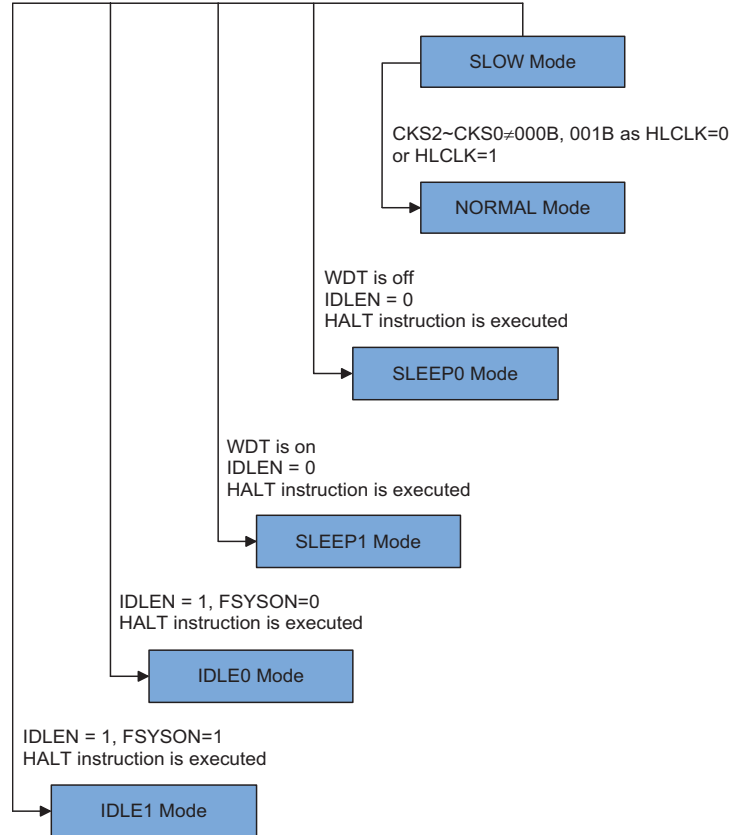 SLOW Mode
CKS2~CKS0≠000B, 001B as HLCLK=0
or HLCLK=1
NORMAL Mode
WDT is off
IDLEN = 0
HALT instruction is executed
SLEEP0 Mode
WDT is on
IDLEN = 0
HALT instruction is executed
SLEEP1 Mode
IDLEN = 1, FSYSON=0
HALT instruction is executed
IDLE0 Mode
IDLEN = 1, FSYSON=1
HALT instruction is executed
IDLE1 Mode